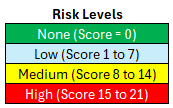 Risk Levels
None (Score = 0)
Low (Score 1 to 7)
Medium (Score 8 to 14)
High (Score 15 to 21)